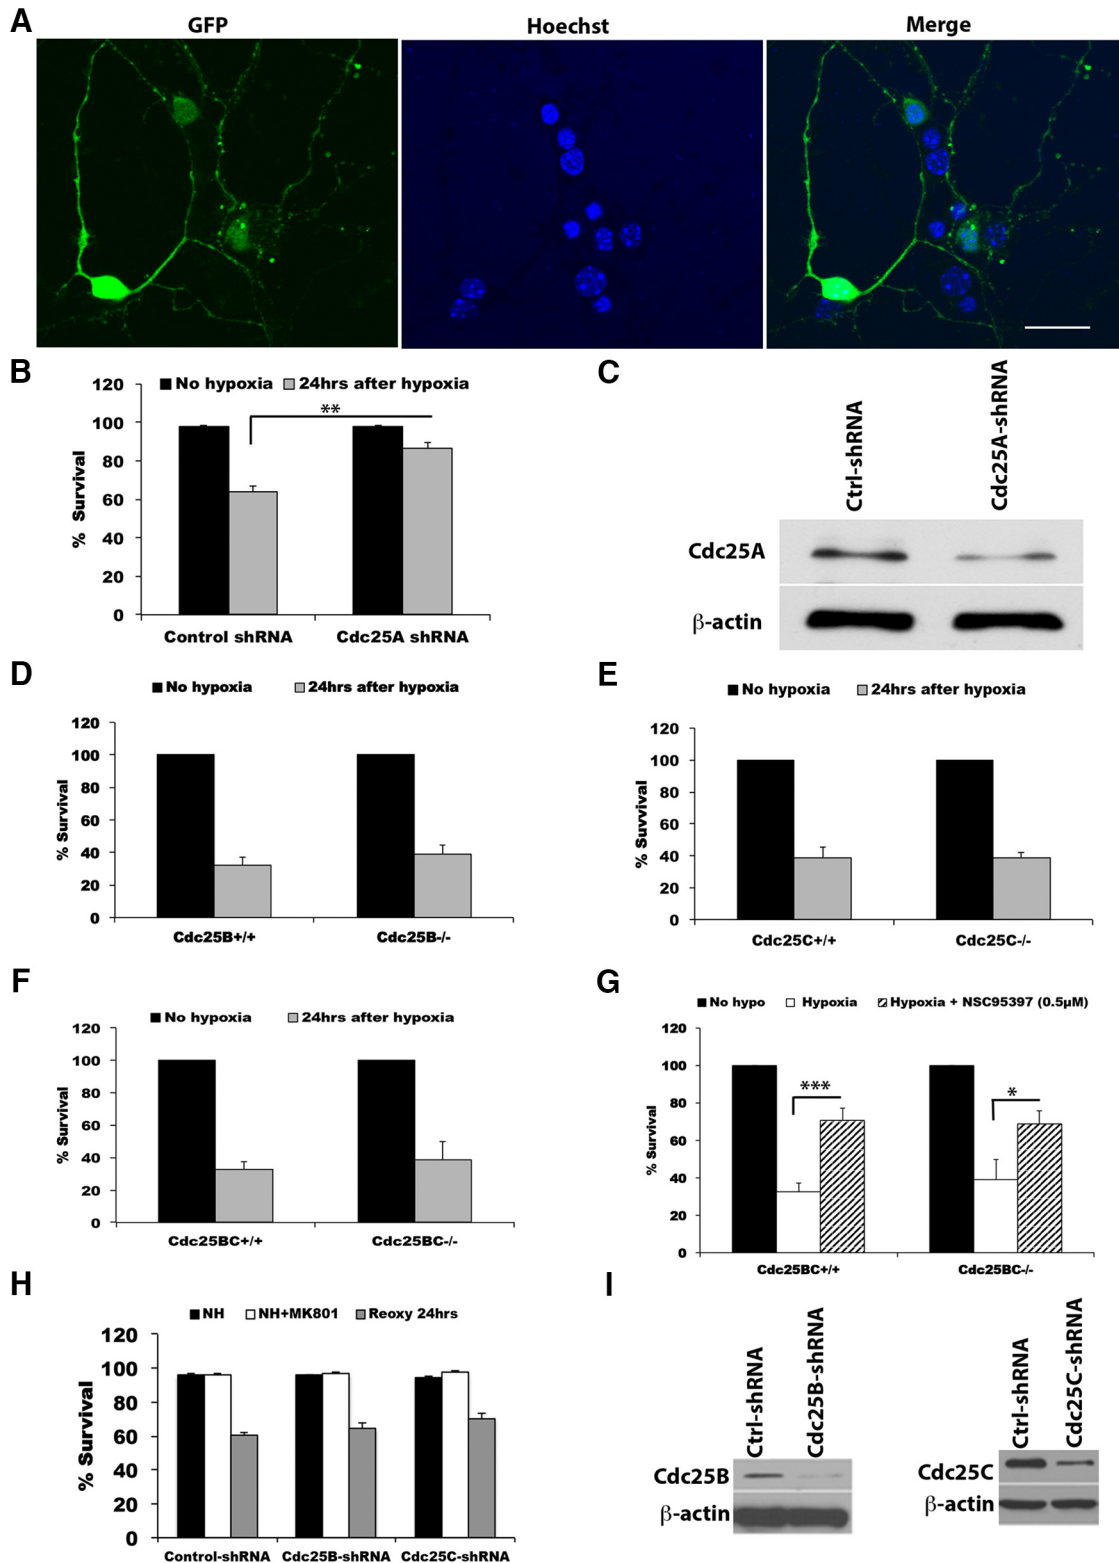 A
GFP
Hoechst
Merge
B
No hypoxia
24hrs after hypoxia
120
100
80
60
40
20
0
% Survival
**
Control shRNA
Cdc25A shRNA
C
Ctrl-shRNA
Cdc25A-shRNA
Cdc25A
β-actin
D
No hypoxia
24hrs after hypoxia
120
100
80
60
40
20
0
% Survival
Cdc25B+/+
Cdc25B-/-
E
No hypoxia
24hrs after hypoxia
120
100
80
60
40
20
0
% Suvvival
Cdc25C+/+
Cdc25C-/-
F
No hypoxia
24hrs after hypoxia
120
100
80
60
40
20
0
% Survival
Cdc25BC+/+
Cdc25BC-/-
G
No hypo
Hypoxia
Hypoxia + NSC95397 (0.5μM)
120
100
80
60
40
20
0
% Survival
***
*
Cdc25BC+/+
Cdc25BC-/-
H
NH
NH+MK801
Reoxy 24hrs
120
100
80
60
40
20
0
% Survival
Control-shRNA
Cdc25B-shRNA
Cdc25C-shRNA
I
Ctrl-shRNA
Cdc25B-shRNA
Cdc25B
β-actin
Ctrl-shRNA
Cdc25C-shRNA
Cdc25C
β-actin